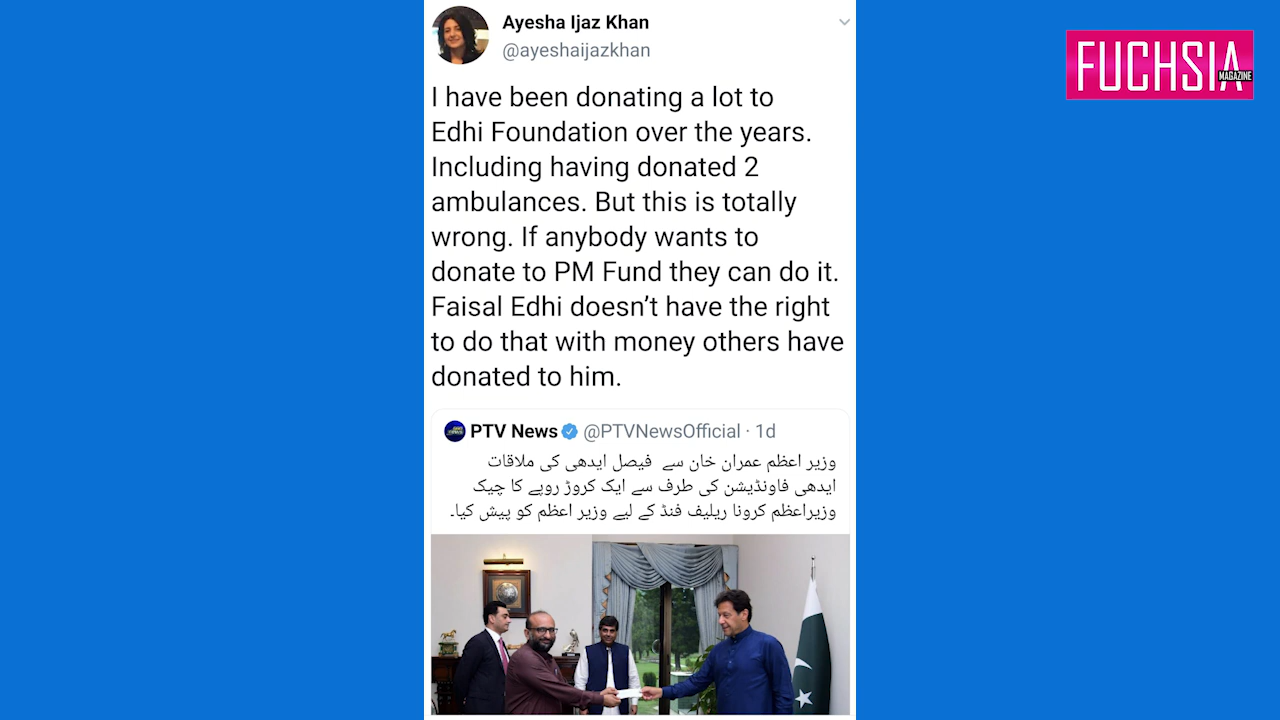 Ayesha Ijaz Khan
@ayeshaijazkhan
FUCHSIA
MAGAZINE
I have been donating a lot to
Edhi Foundation over the years.
Including having donated 2
ambulances. But this is totally
wrong. If anybody wants to
donate to PM Fund they can do it.
Faisal Edhi doesn’t have the right
to do that with money others have
donated to him.
PTV News @PTVNewsOfficial · 1d
وزیر اعظم عمران خان سے فیصل ایدھی کی ملاقات
ایدھی فاونڈیشن کی طرف سے ایک کروڑ روپے کا چیک
وزیراعظم کرونا ریلیف فنڈ کے لیے وزیر اعظم کو پیش کیا۔